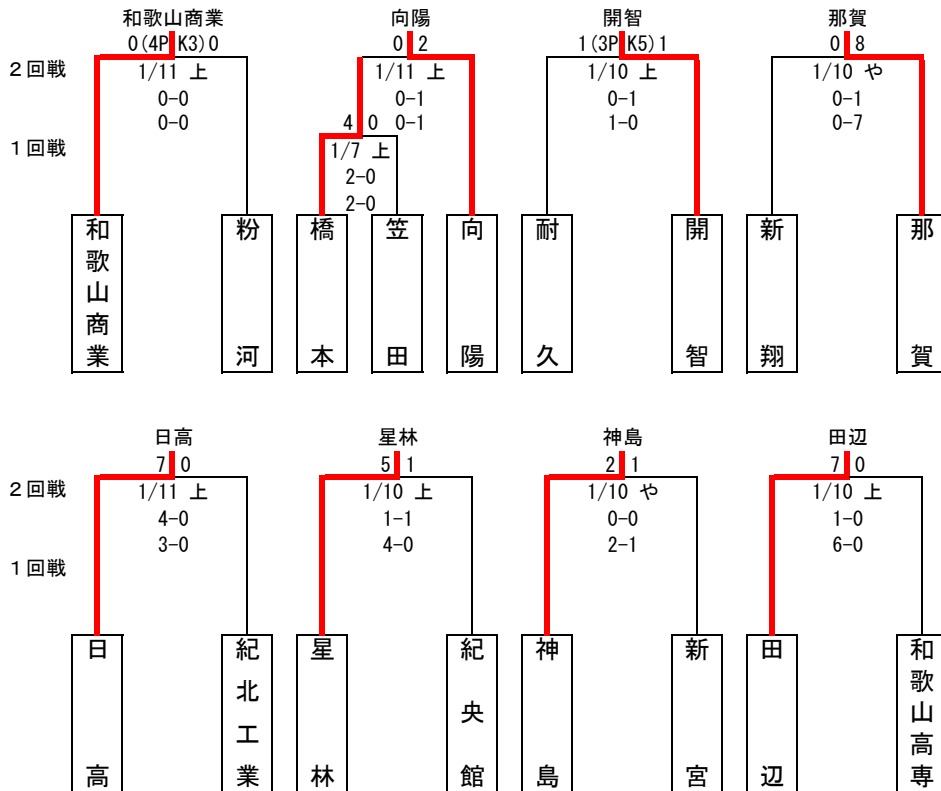 和歌山商業
向陽
開智
那賀
0(4P K3)0
0 2
1(3P K5)1
0 8
2回戦
1/11 上
1/11 上
1/10 上
1/10 や
0-0
0-1
0-1
0-1
0-0
4 0
0-1
1-0
0-7
1回戦
1/7 上
2-0
2-0
和歌山商業
粉河
橋本
笠田
向陽
耐久
開智
新翔
那賀
日高
星林
神島
田辺
7 0
5 1
2 1
7 0
2回戦
1/11 上
1/10 上
1/10 や
1/10 上
4-0
1-1
0-0
1-0
3-0
4-0
2-1
6-0
1回戦
日高
紀北工業
星林
紀央館
神島
新宮
田辺
和歌山高専